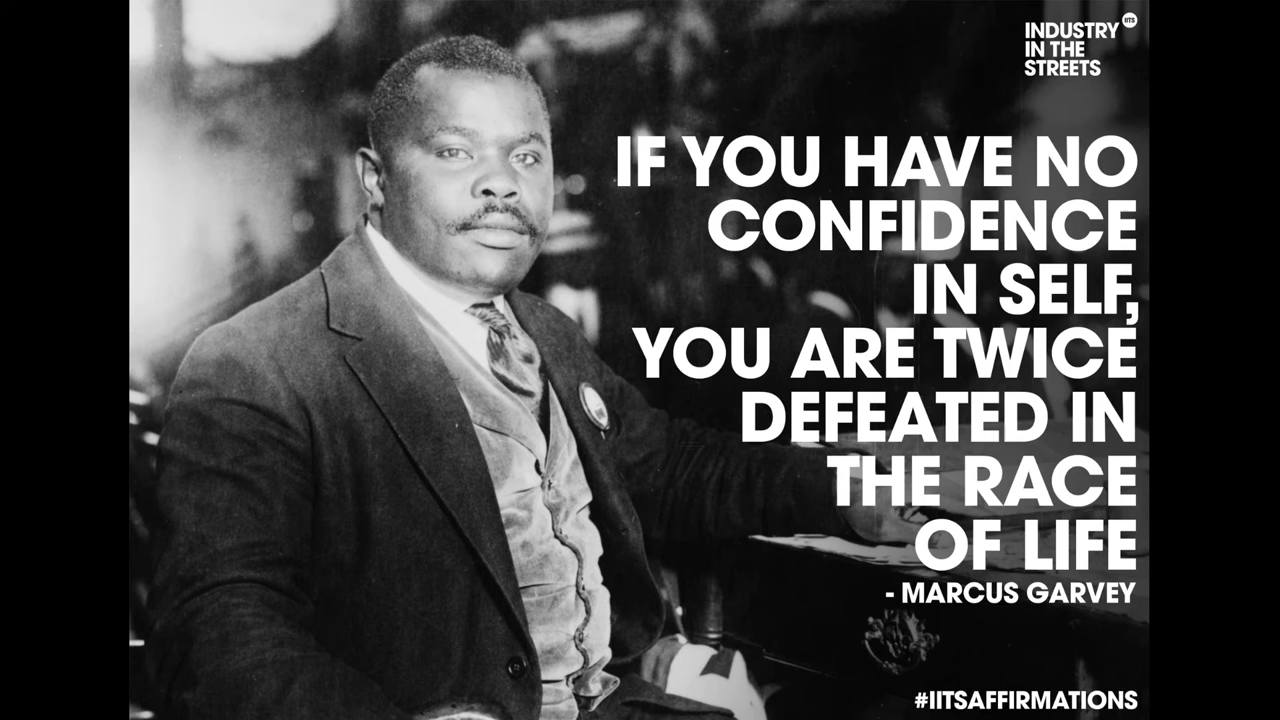 INDUSTRY
IN THE
STREETS
IITS
IF YOU HAVE NO
CONFIDENCE
IN SELF,
YOU ARE TWICE
DEFEATED IN
THE RACE
OF LIFE
- MARCUS GARVEY
#IITSAFFIRMATIONS